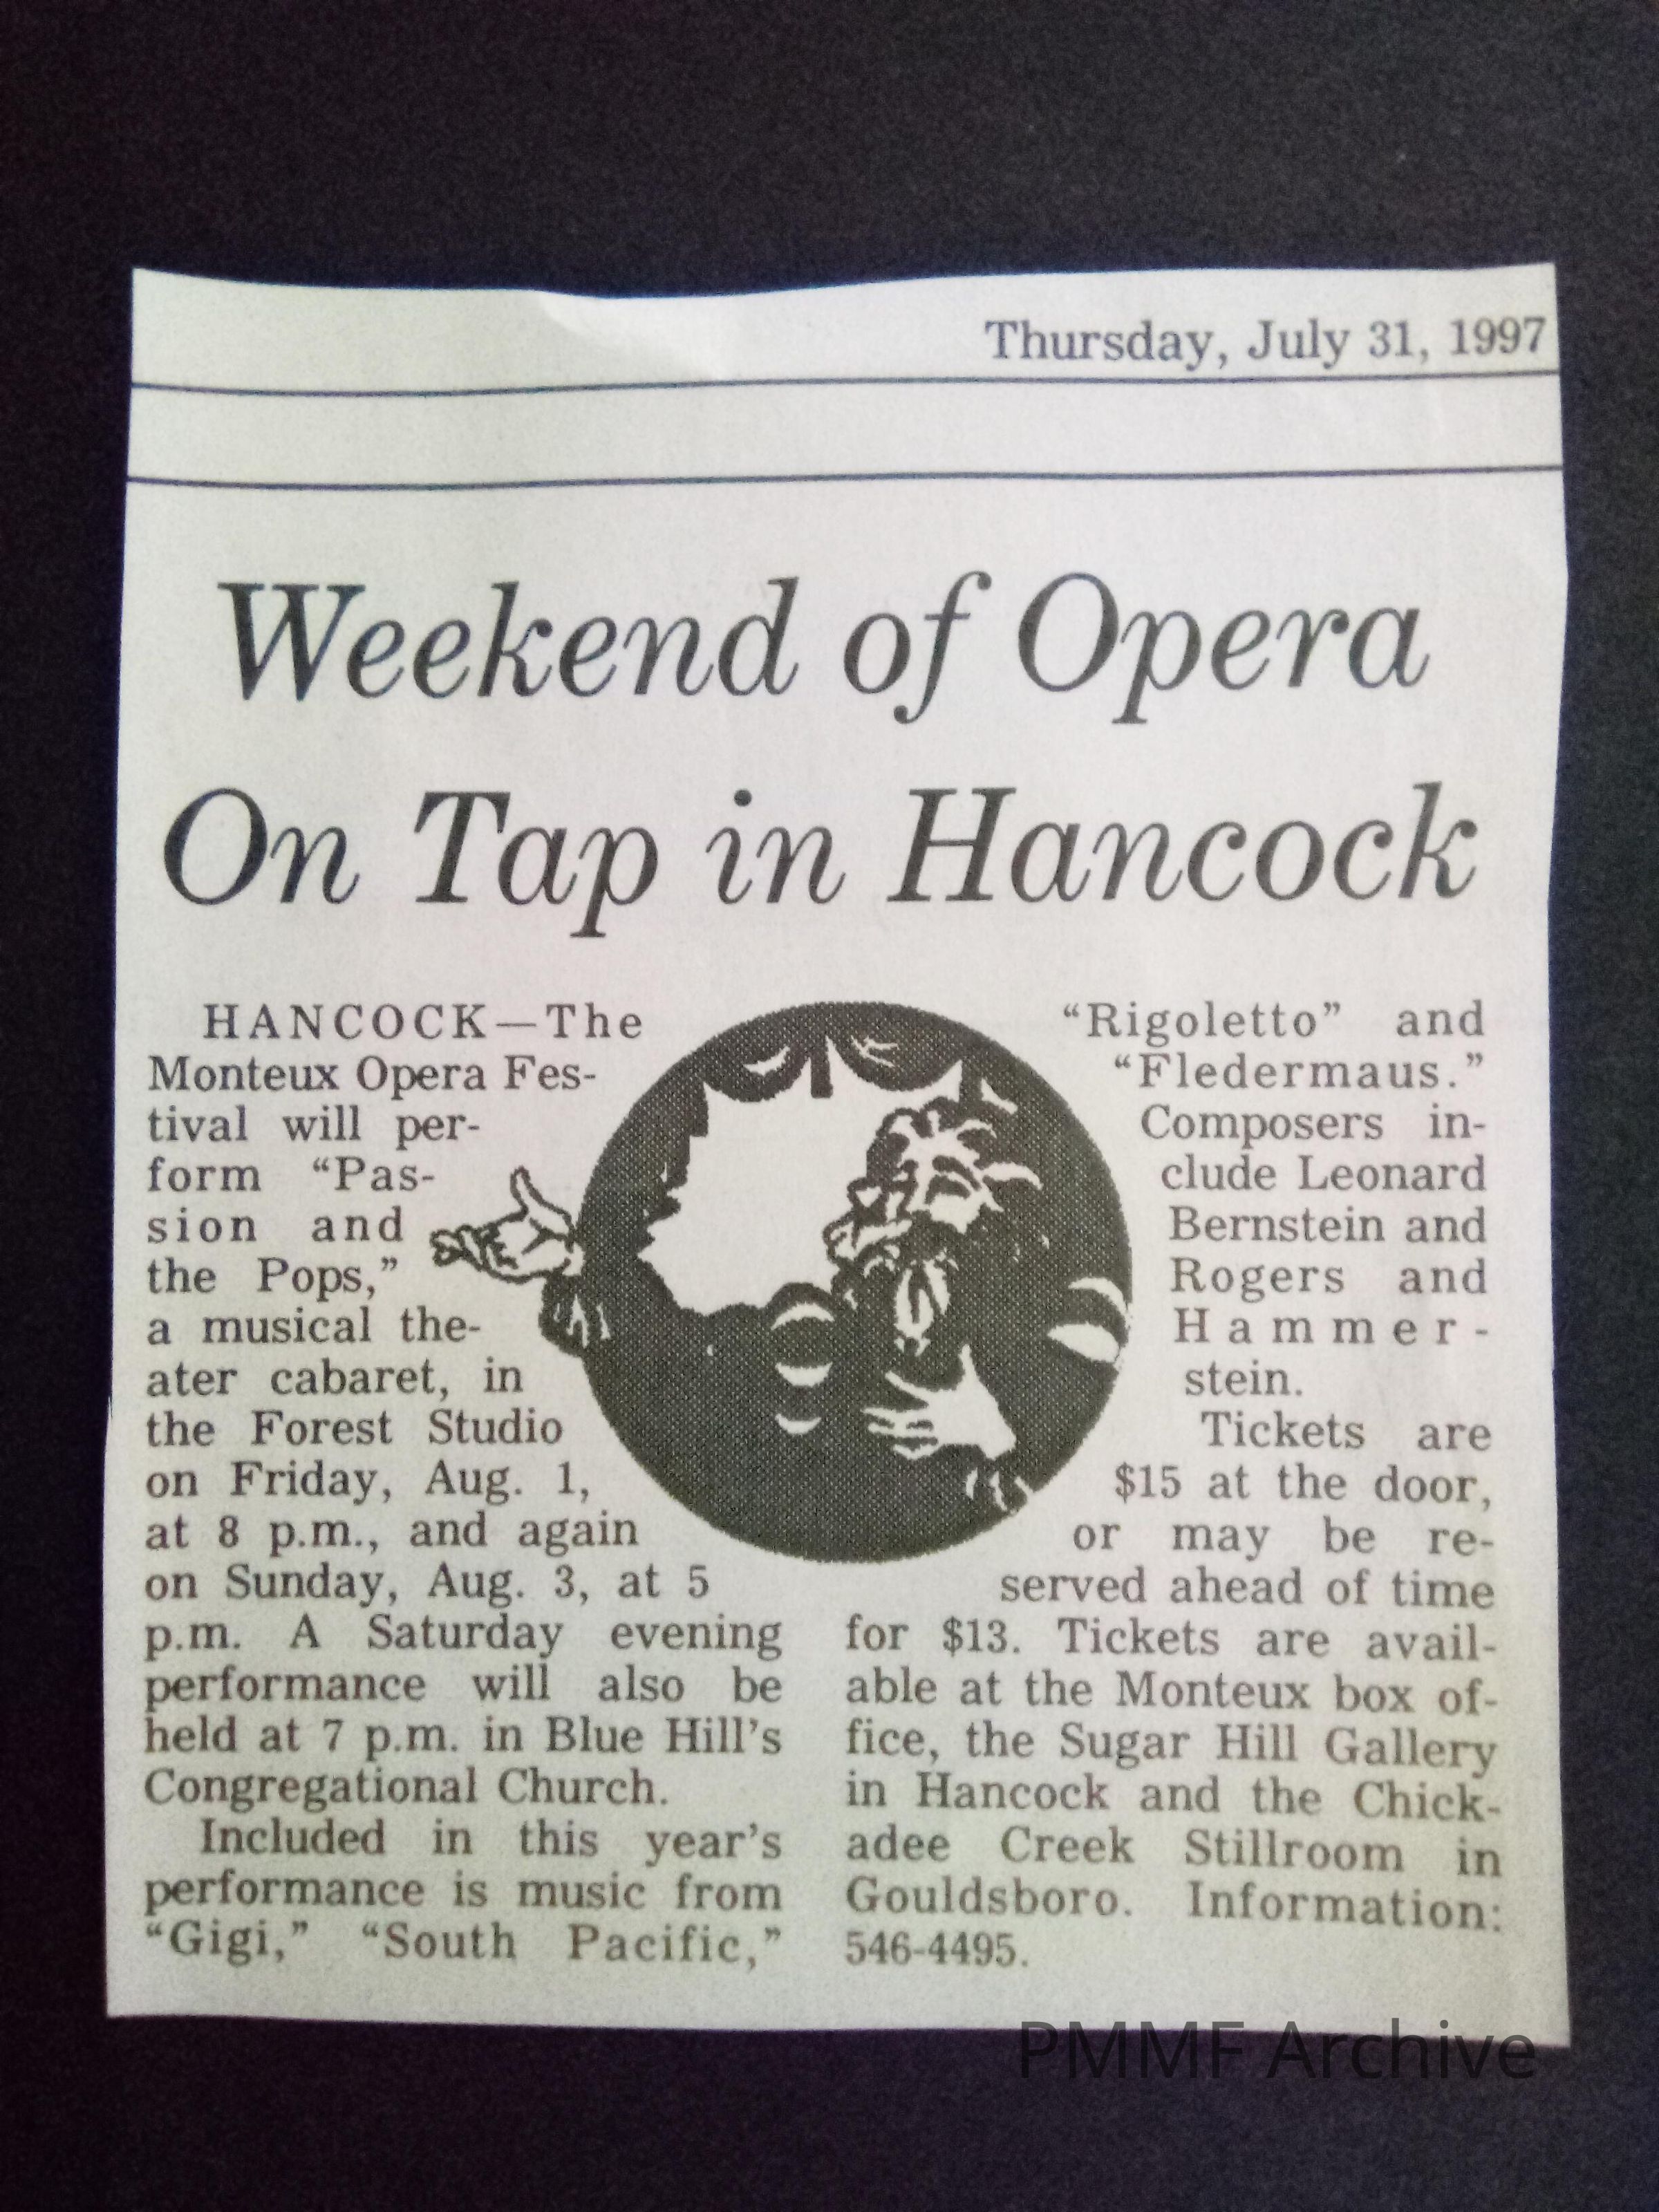 Thursday, July 31, 1997
Weekend of Opera
On Tap in Hancock
HANCOCK—The
Monteux Opera Fes-
tival will per-
form “Pas-
sion and
the Pops,”
a musical the-
ater cabaret, in
the Forest Studio
on Friday, Aug. 1,
at 8 p.m., and again
on Sunday, Aug. 3, at 5
p.m. A Saturday evening
performance will also be
held at 7 p.m. in Blue Hill’s
Congregational Church.
Included in this year’s
performance is music from
“Gigi,” “South Pacific,”
“Rigoletto” and
“Fledermaus.”
Composers in-
clude Leonard
Bernstein and
Rogers and
Hammer-
stein.
Tickets are
$15 at the door,
or may be re-
served ahead of time
for $13. Tickets are avail-
able at the Monteux box of-
fice, the Sugar Hill Gallery
in Hancock and the Chick-
adee Creek Stillroom in
Gouldsboro. Information:
546-4495.
PMMF Archive